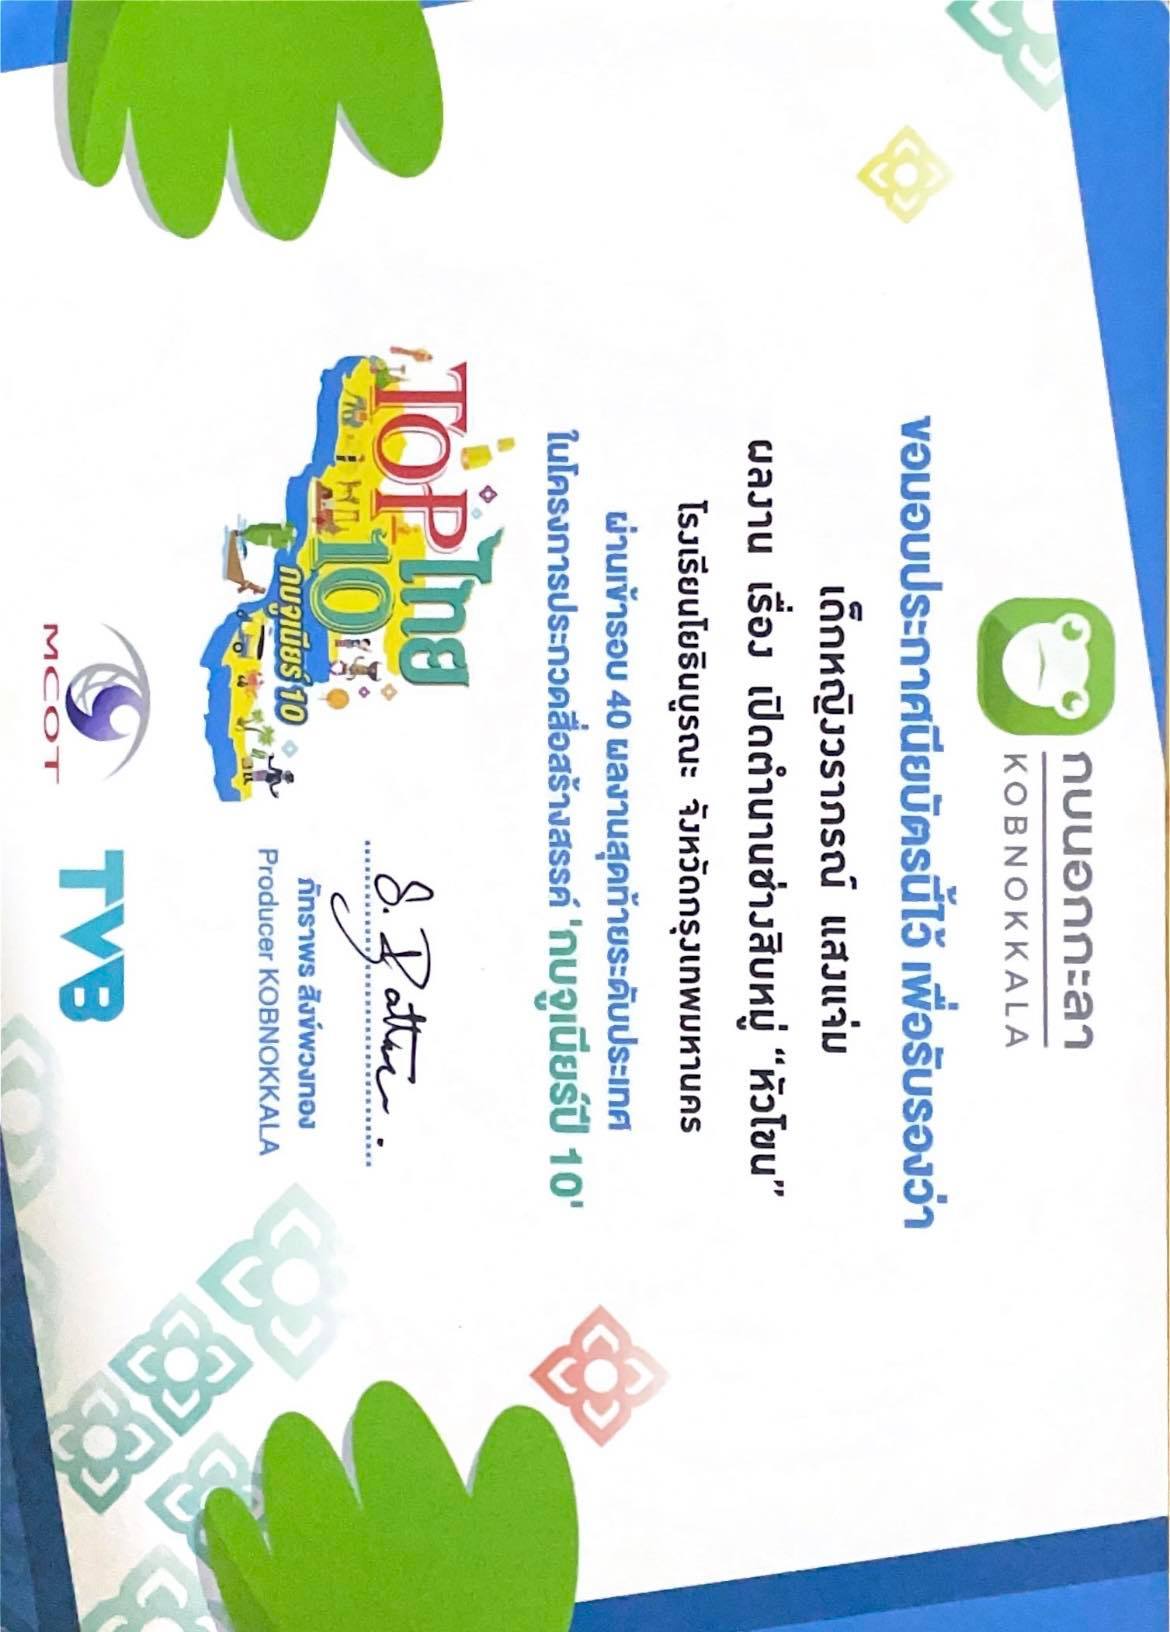 กบนอกกะลา
KOBNOKKALA
ขอมอบประกาศนียบัตรนี้ไว้ เพื่อรับรองว่า
เด็กหญิงวราภรณ์ แสงแจ่ม
ผลงาน เรื่อง เปิดตำนานช่างสิบหมู่ “หัวโขน”
โรงเรียนโยธินบูรณะ จังหวัดกรุงเทพมหานคร
ผ่านเข้ารอบ 40 ผลงานสุดท้ายระดับประเทศ
ในโครงการประกวดสื่อสร้างสรรค์ 'กบจูเนียร์ปี 10'
TOP ไทย
10
กบจูเนียร์ 10
ภัทราพร สังข์พวงทอง
Producer KOBNOKKALA
MCOT
TVB